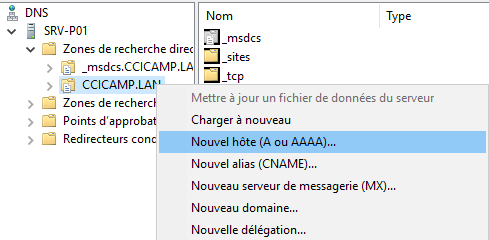 DNS
SRV-P01
Zones de recherche direc
_msdcs.CCICAMP.LA
CCICAMP.LAN
Zones de recherch
Points d'approbat
Redirecteurs cond
Nom
Type
_msdcs
_sites
_tcp
Mettre à jour un fichier de données du serveur
Charger à nouveau
Nouvel hôte (A ou AAAA)...
Nouvel alias (CNAME)...
Nouveau serveur de messagerie (MX)...
Nouveau domaine...
Nouvelle délégation...